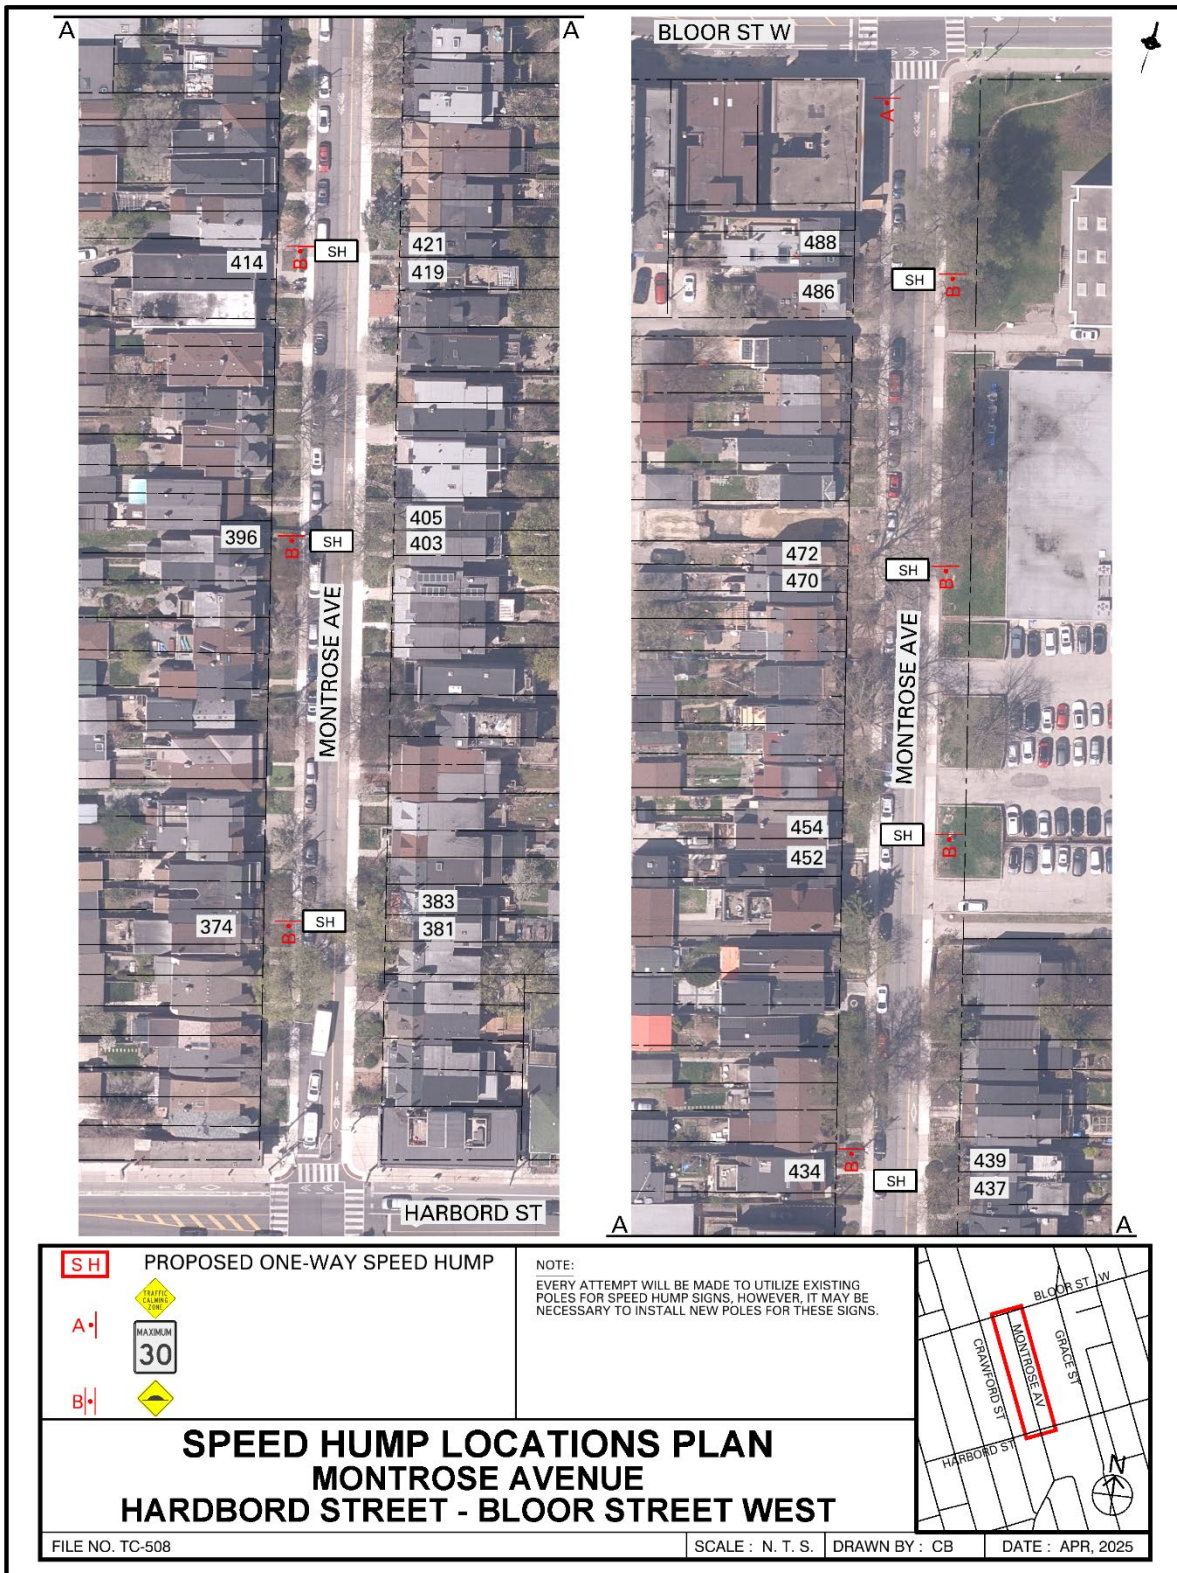 A
A
414
SH
B
421
419
396
SH
B
405
403
MONTROSE AVE
374
SH
B
383
381
HARBORD ST
BLOOR ST W
A
488
486
SH
B
472
470
SH
B
MONTROSE AVE
454
452
SH
B
434
B
SH
439
437
A
A
SH
PROPOSED ONE-WAY SPEED HUMP
TRAFFIC
CALMING
ZONE
A
MAXIMUM
30
B
NOTE:
EVERY ATTEMPT WILL BE MADE TO UTILIZE EXISTING
POLES FOR SPEED HUMP SIGNS, HOWEVER, IT MAY BE
NECESSARY TO INSTALL NEW POLES FOR THESE SIGNS.
BLOOR ST W
CRAWFORD ST
MONTROSE AV
GRACE ST
HARBORD ST
N
SPEED HUMP LOCATIONS PLAN
MONTROSE AVENUE
HARDBORD STREET - BLOOR STREET WEST
FILE NO. TC-508
SCALE : N. T. S.
DRAWN BY : CB
DATE : APR, 2025